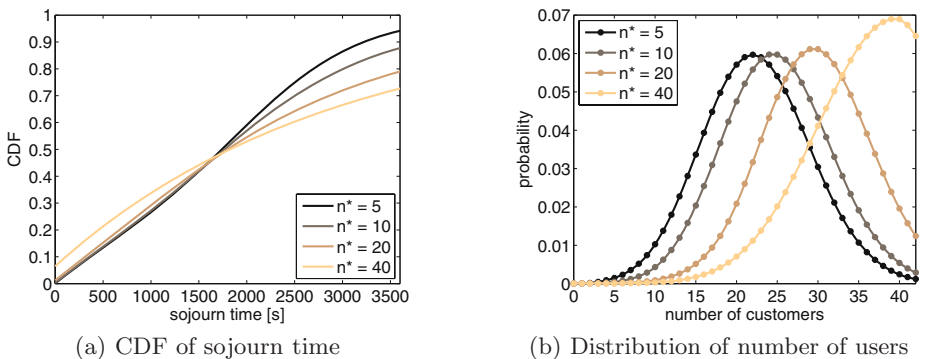 1
0.9
0.8
0.7
0.6
0.5
0.4
0.3
0.2
0.1
0
CDF
n* = 5
n* = 10
n* = 20
n* = 40
0 500 1000 1500 2000 2500 3000 3500
sojourn time [s]
(a) CDF of sojourn time
0.07
0.06
0.05
0.04
0.03
0.02
0.01
0
probability
n* = 5
n* = 10
n* = 20
n* = 40
0 5 10 15 20 25 30 35 40
number of customers
(b) Distribution of number of users